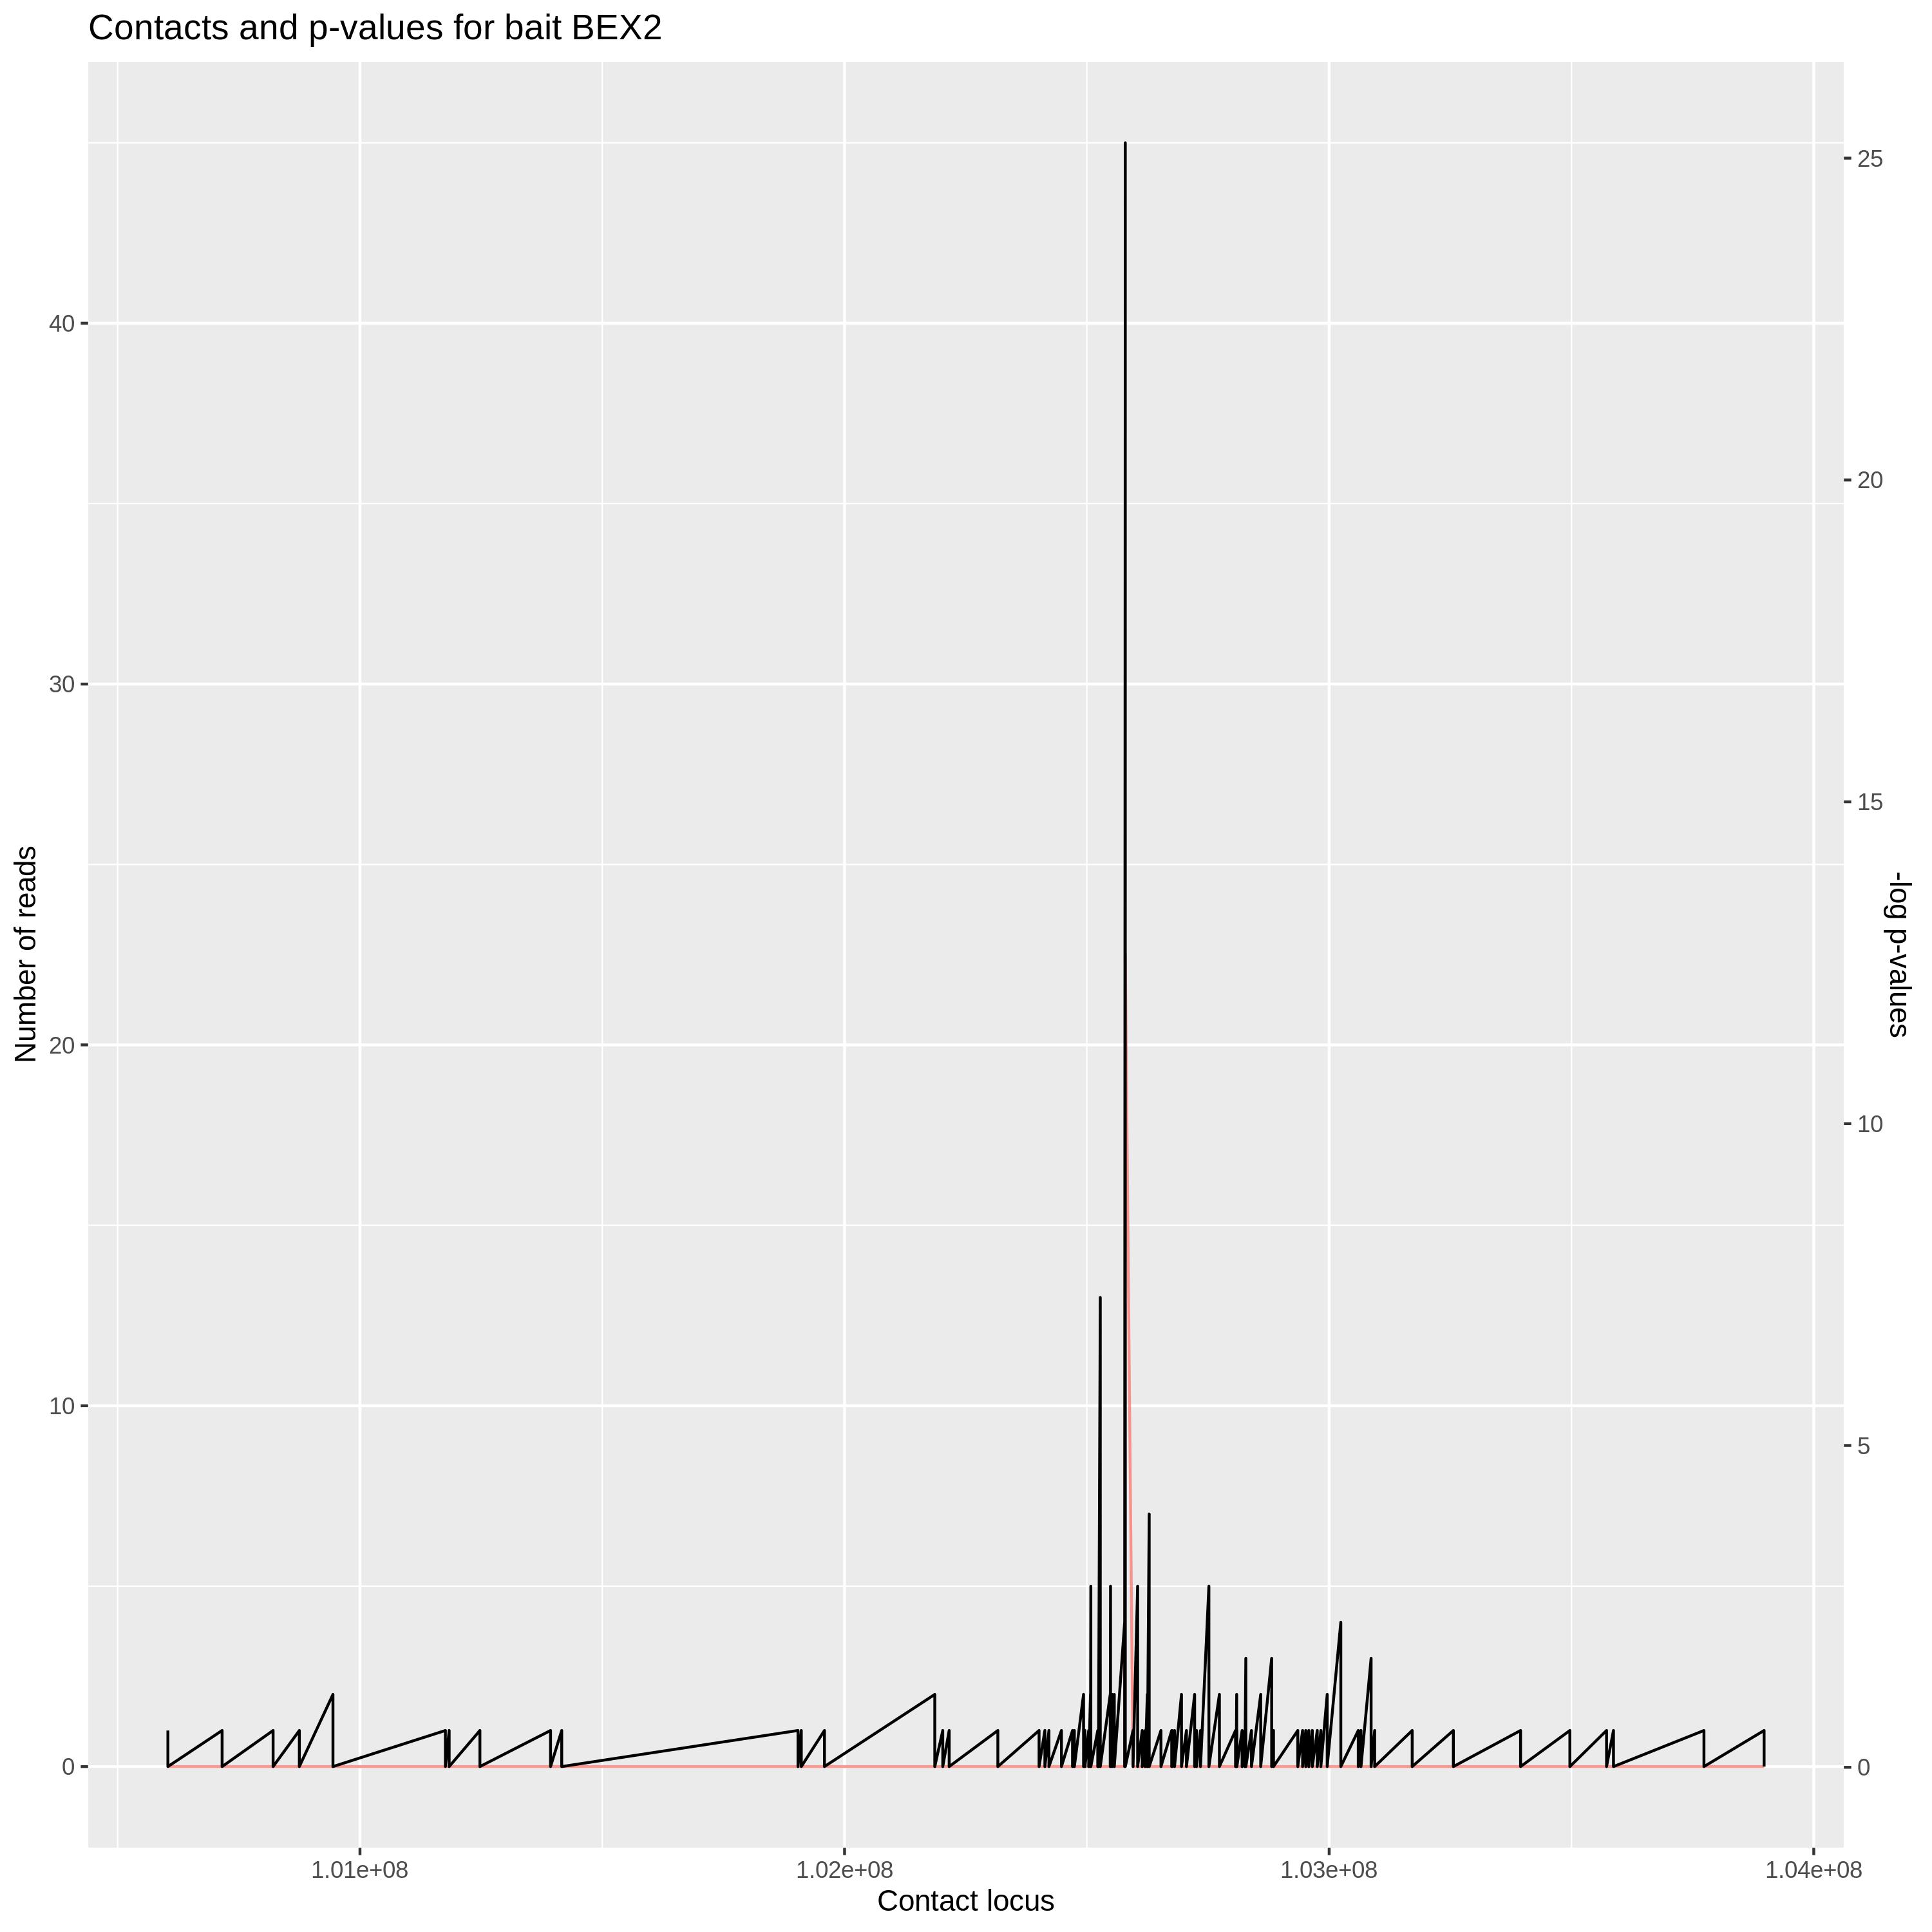 Contacts and p-values for bait BEX2
40
30
20
10
0
Number of reads
25
20
15
10
5
0
-log p-values
1.01e+08
1.02e+08
1.03e+08
1.04e+08
Contact locus